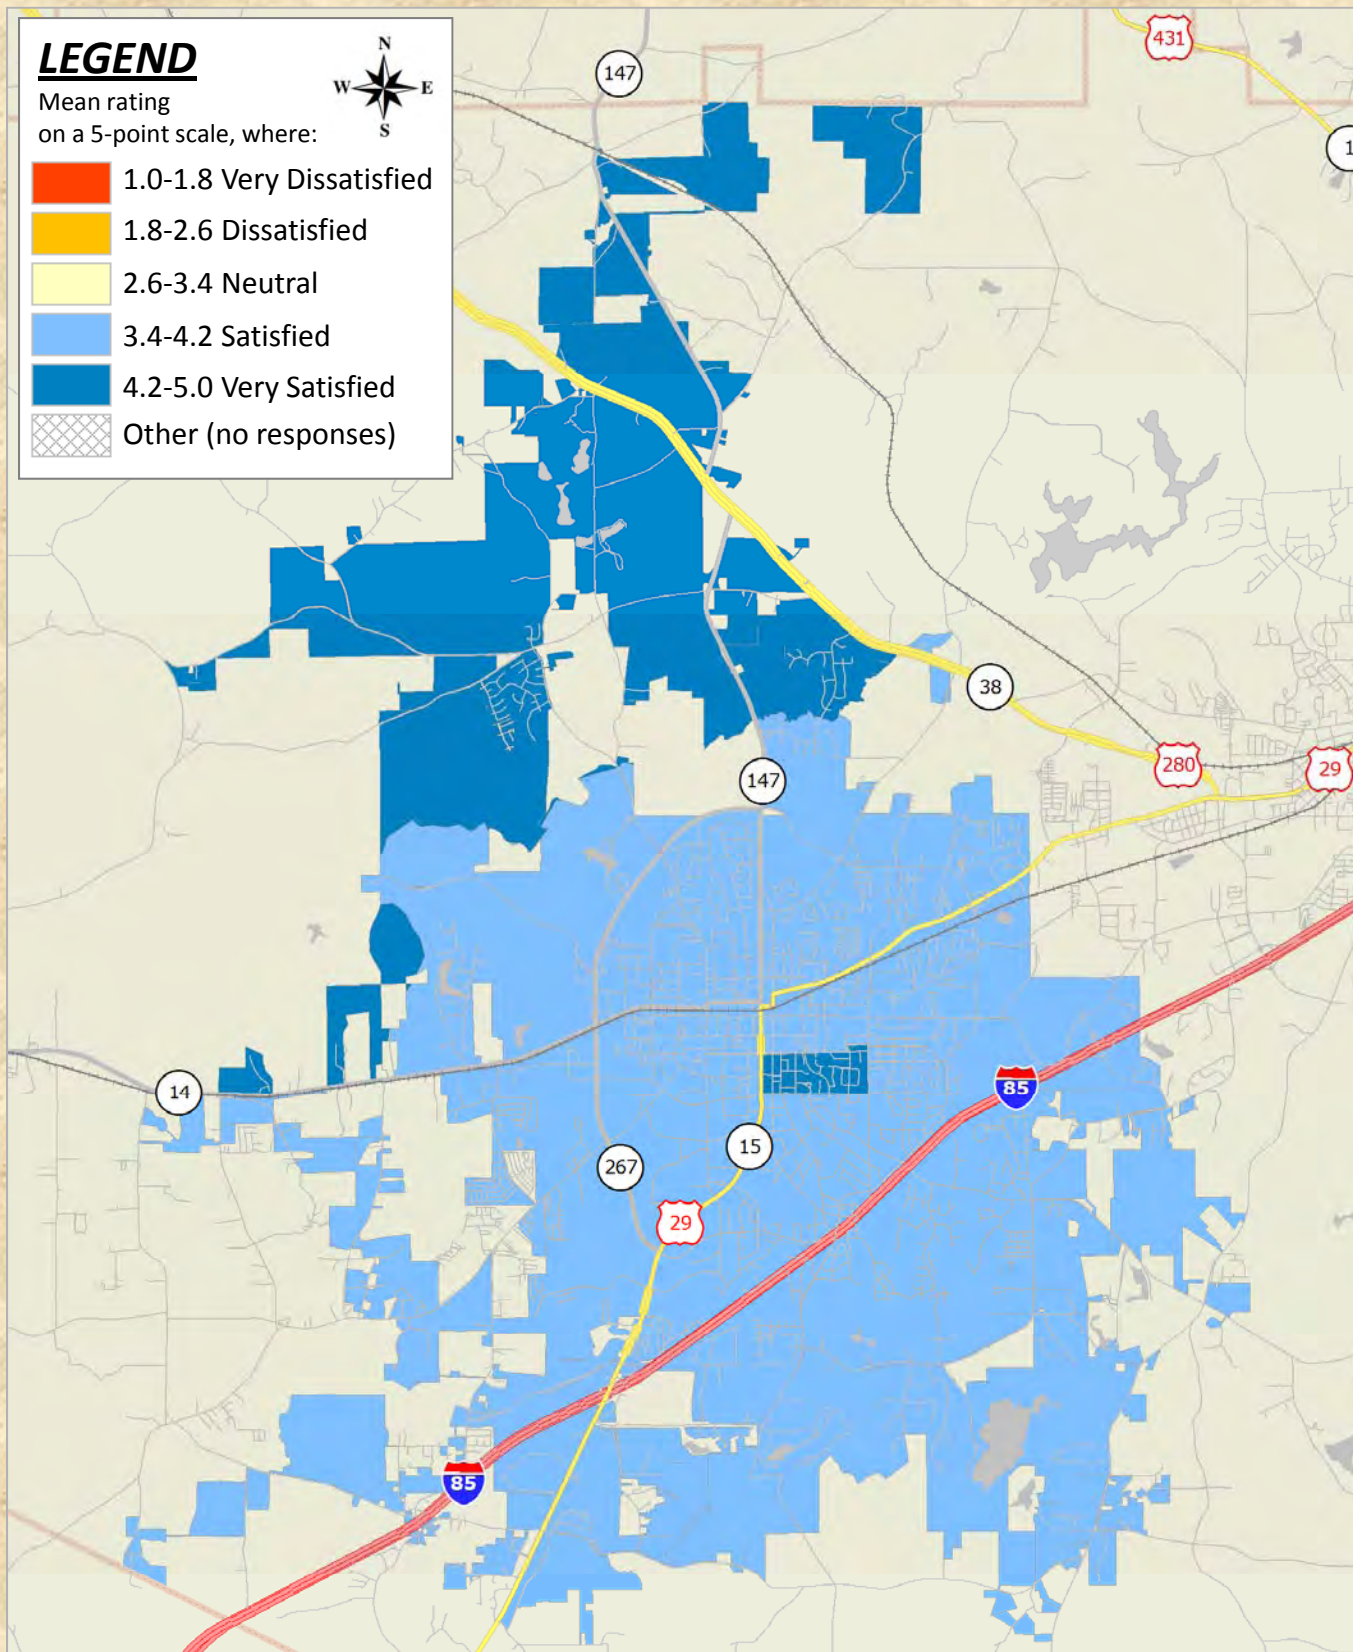 LEGEND
Mean rating
on a 5-point scale, where:
N
W E
S
1.0-1.8 Very Dissatisfied
1.8-2.6 Dissatisfied
2.6-3.4 Neutral
3.4-4.2 Satisfied
4.2-5.0 Very Satisfied
Other (no responses)
147
431
1
38
280
29
147
14
85
15
267
29
85